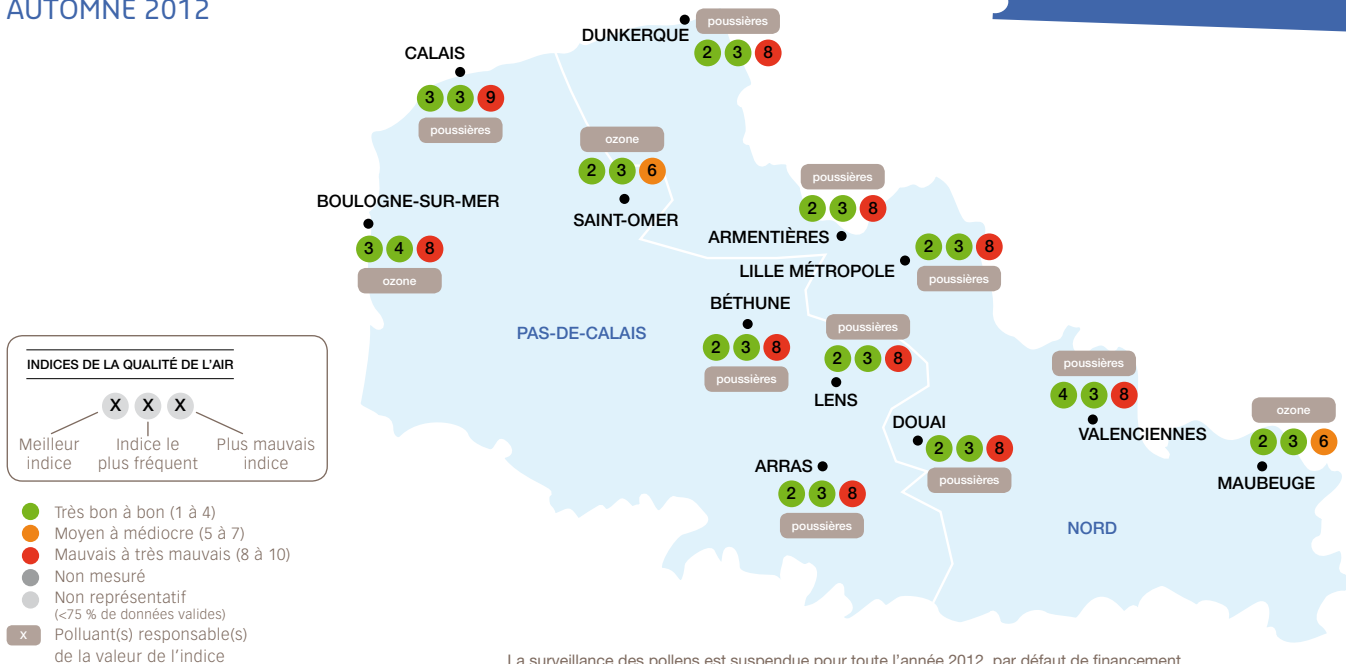 AUTOMNE 2012
DUNKERQUE
poussières
2 3 8
CALAIS
3 3 9
poussières
ozone
2 3 6
SAINT-OMER
BOULOGNE-SUR-MER
3 4 8
ozone
poussières
2 3 8
ARMENTIÈRES
LILLE MÉTROPOLE
2 3 8
poussières
BÉTHUNE
2 3 8
poussières
PAS-DE-CALAIS
poussières
2 3 8
LENS
poussières
4 3 8
VALENCIENNES
ozone
2 3 6
MAUBEUGE
DOUAI
2 3 8
poussières
ARRAS
2 3 8
poussières
NORD
INDICES DE LA QUALITÉ DE L'AIR
X X X
Meilleur indice
Indice le plus fréquent
Plus mauvais indice
Très bon à bon (1 à 4)
Moyen à médiocre (5 à 7)
Mauvais à très mauvais (8 à 10)
Non mesuré
Non représentatif
(<75 % de données valides)
x Polluant(s) responsable(s)
de la valeur de l'indice
La surveillance des pollens est suspendue pour toute l'année 2012, par défaut de financement